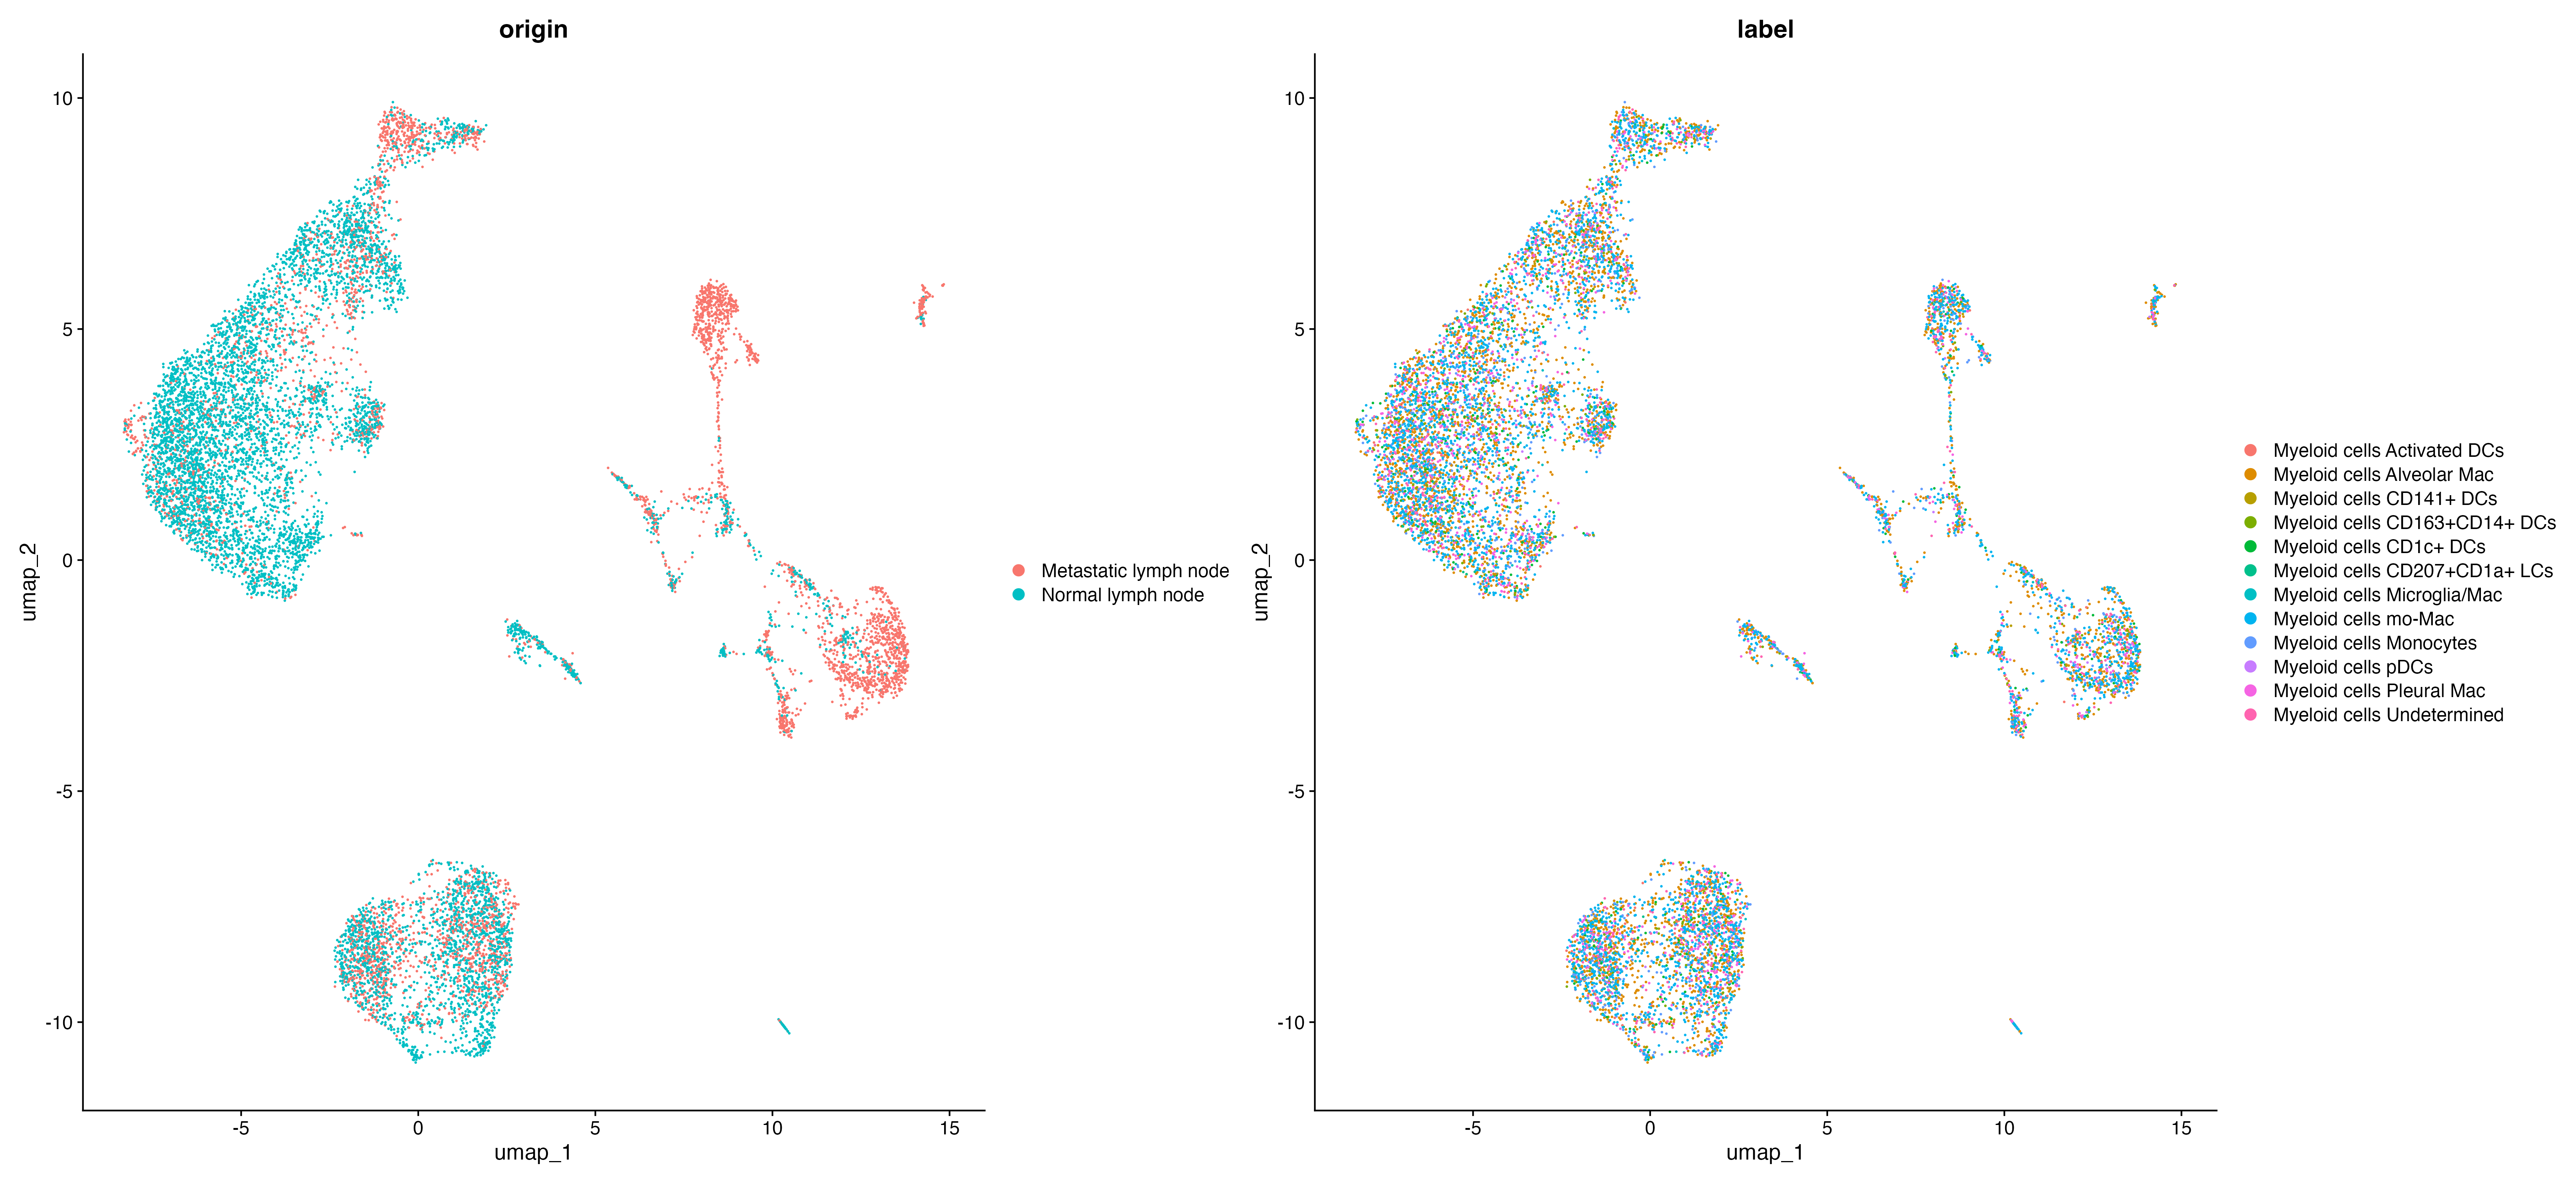 origin
umap_2
10
5
0
-5
-10
-5
0
5
10
15
umap_1
Metastatic lymph node
Normal lymph node
label
umap_2
10
5
0
-5
-10
-5
0
5
10
15
umap_1
Myeloid cells Activated DCs
Myeloid cells Alveolar Mac
Myeloid cells CD141+ DCs
Myeloid cells CD163+CD14+ DCs
Myeloid cells CD1c+ DCs
Myeloid cells CD207+CD1a+ LCs
Myeloid cells Microglia/Mac
Myeloid cells mo-Mac
Myeloid cells Monocytes
Myeloid cells pDCs
Myeloid cells Pleural Mac
Myeloid cells Undetermined